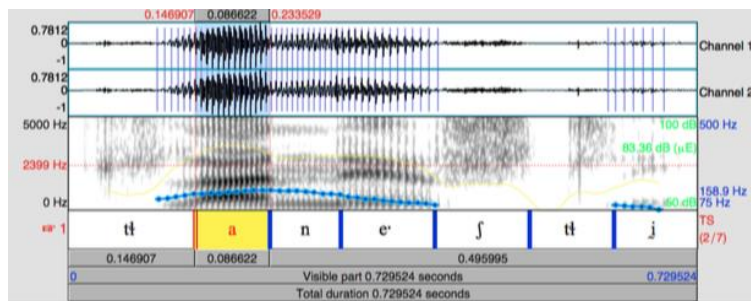 0.146907 0.086622 0.233529
0.7812
0
-1
Channel 1
0.7812
0
-1
Channel 2
5000 Hz 100 dB 500 Hz
83.36 dB (µE)
2399 Hz
158.9 Hz
0 Hz 60 dB 75 Hz
1 tɬ a n eˑ ʃ tɬ j TS
(2/7)
0.146907 0.086622 0.495995
0 Visible part 0.729524 seconds 0.729524
Total duration 0.729524 seconds